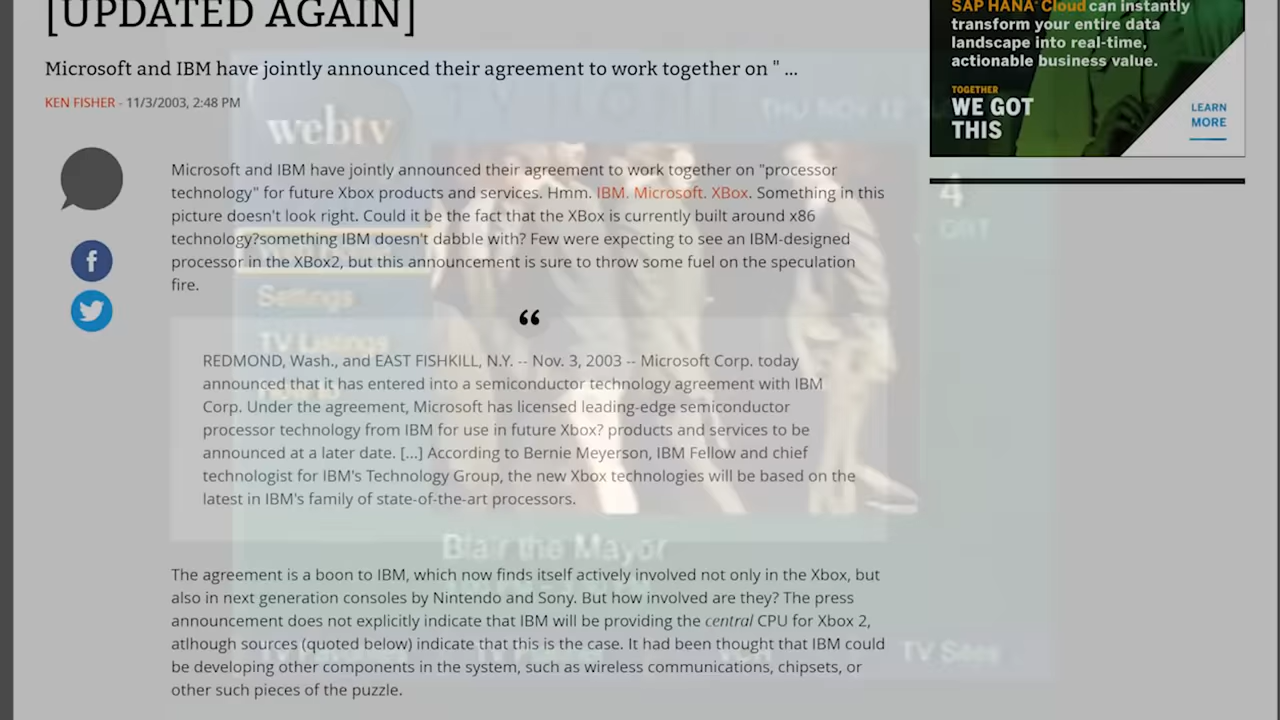 [UPDATED AGAIN]
Microsoft and IBM have jointly announced their agreement to work together on " ...
KEN FISHER - 11/3/2003, 2:48 PM
Microsoft and IBM have jointly announced their agreement to work together on "processor
technology" for future Xbox products and services. Hmm. IBM. Microsoft. XBox. Something in this
picture doesn't look right. Could it be the fact that the XBox is currently built around x86
technology?something IBM doesn't dabble with? Few were expecting to see an IBM-designed
processor in the XBox2, but this announcement is sure to throw some fuel on the speculation
fire.
“
REDMOND, Wash., and EAST FISHKILL, N.Y. -- Nov. 3, 2003 -- Microsoft Corp. today
announced that it has entered into a semiconductor technology agreement with IBM
Corp. Under the agreement, Microsoft has licensed leading-edge semiconductor
processor technology from IBM for use in future Xbox? products and services to be
announced at a later date. [...] According to Bernie Meyerson, IBM Fellow and chief
technologist for IBM's Technology Group, the new Xbox technologies will be based on the
latest in IBM's family of state-of-the-art processors.
The agreement is a boon to IBM, which now finds itself actively involved not only in the Xbox, but
also in next generation consoles by Nintendo and Sony. But how involved are they? The press
announcement does not explicitly indicate that IBM will be providing the central CPU for Xbox 2,
atlhough sources (quoted below) indicate that this is the case. It had been thought that IBM could
be developing other components in the system, such as wireless communications, chipsets, or
other such pieces of the puzzle.
SAP HANA Cloud can instantly
transform your entire data
landscape into real-time,
actionable business value.
TOGETHER
WE GOT
THIS
LEARN
MORE
webtv
THU NOV 12
Settings
TV Listings
Blair the Mayor
TV Sites